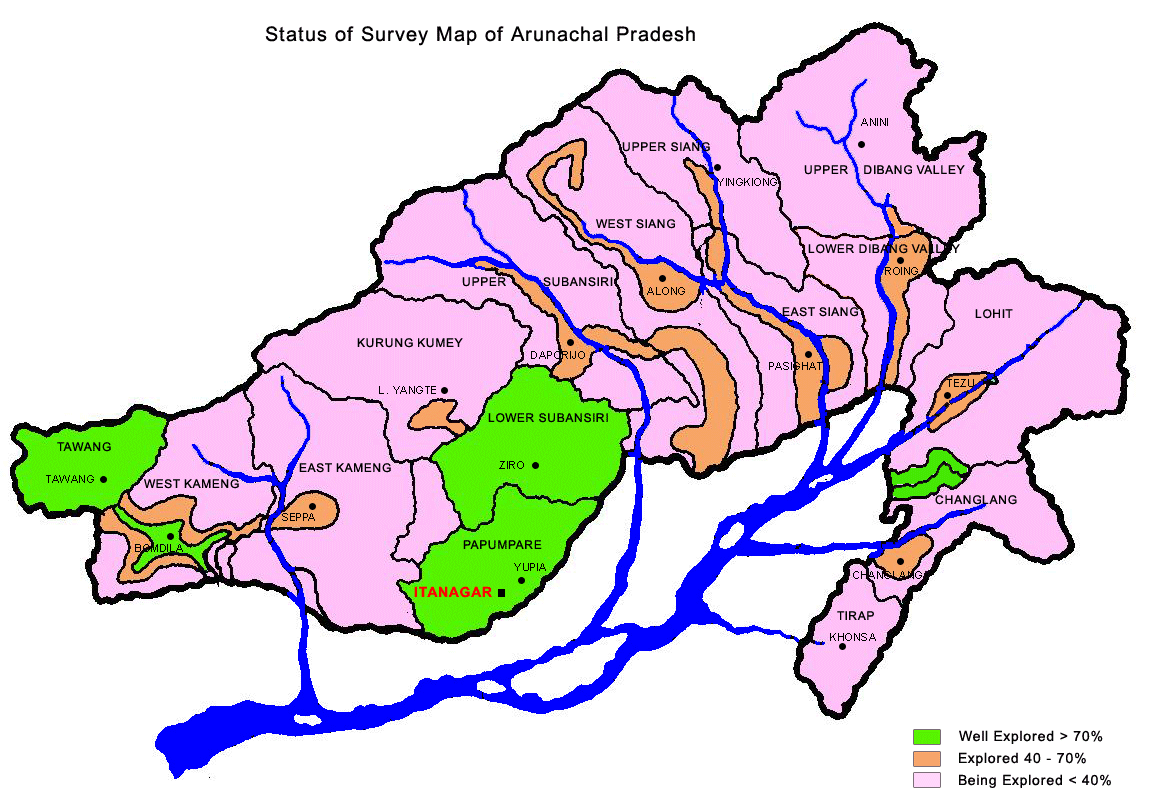 Status of Survey Map of Arunachal Pradesh
ANINI
UPPER SIANG
YINGKIONG
UPPER DIBANG VALLEY
WEST SIANG
LOWER DIBANG VALLEY
ROING
UPPER SUBANSIRI
ALONG
EAST SIANG
LOHIT
KURUNG KUMEY
DAPORIJO
PASIGHAT
L. YANGTE
TEZU
LOWER SUBANSIRI
TAWANG
TAWANG
ZIRO
EAST KAMENG
WEST KAMENG
CHANGLANG
SEPPA
BOMDILA
PAPUMPARE
YUPIA
CHANGLANG
ITANAGAR
TIRAP
KHONSA
Well Explored > 70%
Explored 40 - 70%
Being Explored < 40%